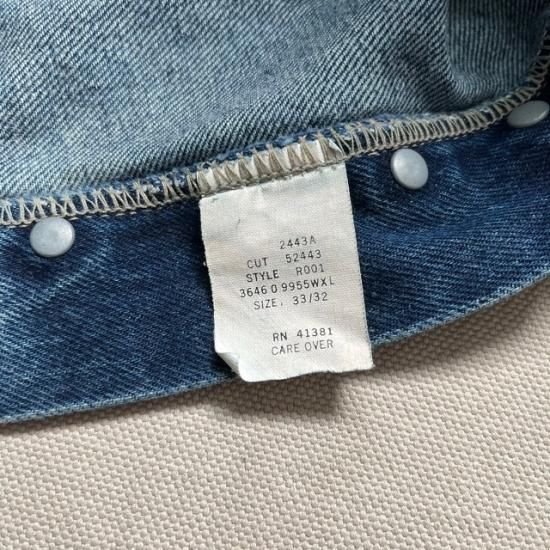 2443A
CUT 52443
STYLE R001
3646 0 9955WXL
SIZE. 33/32
RN 41381
CARE OVER